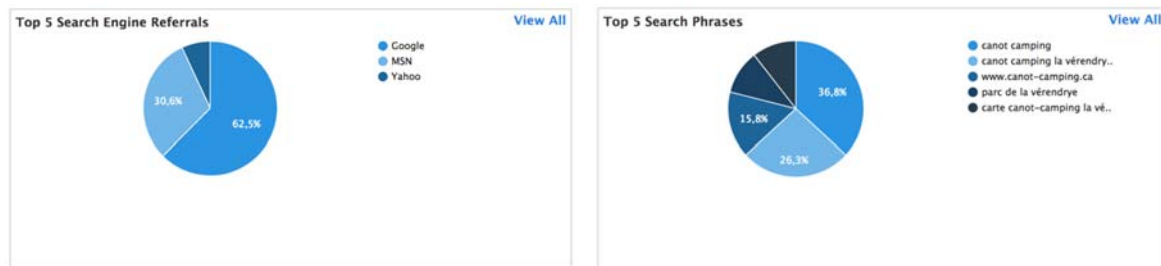 Top 5 Search Engine Referrals
View All
Google
MSN
Yahoo
30,6%
62,5%
Top 5 Search Phrases
View All
canot camping
canot camping la vérendry..
www.canot-camping.ca
parc de la vérendrye
carte canot-camping la vé..
36,8%
15,8%
26,3%